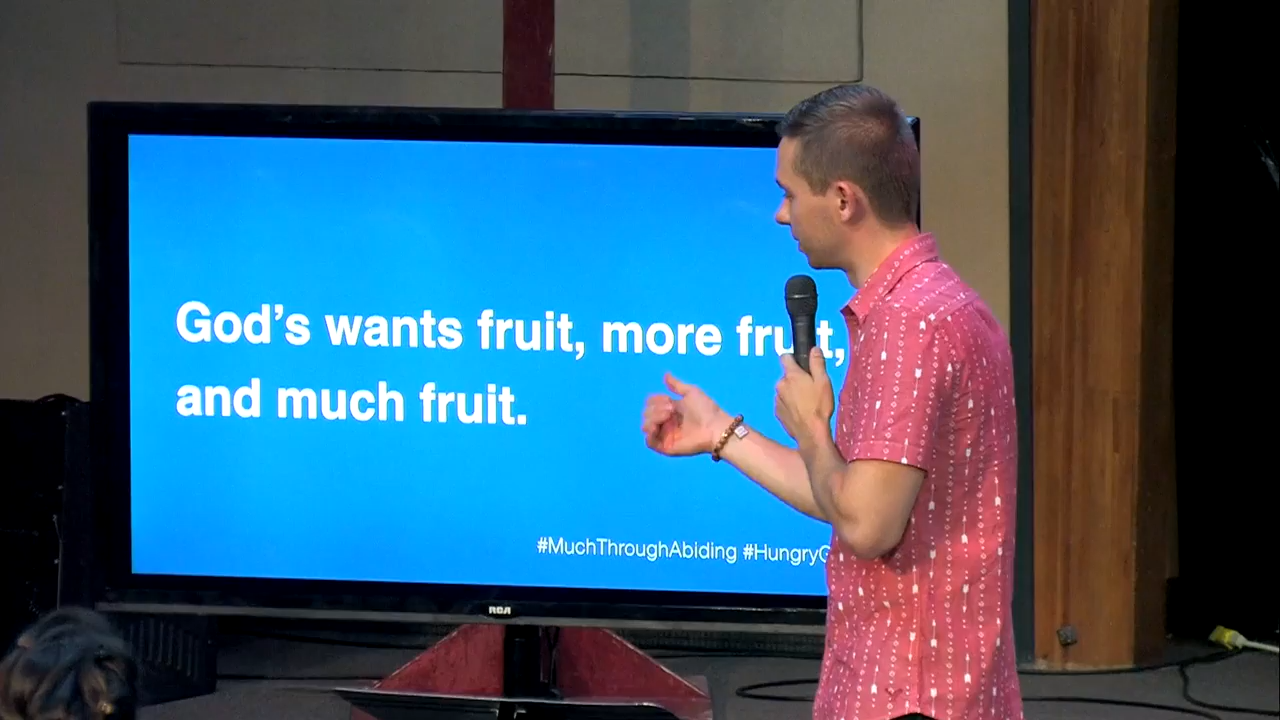 God's wants fruit, more fruit,
and much fruit.
#MuchThroughAbiding
RCA